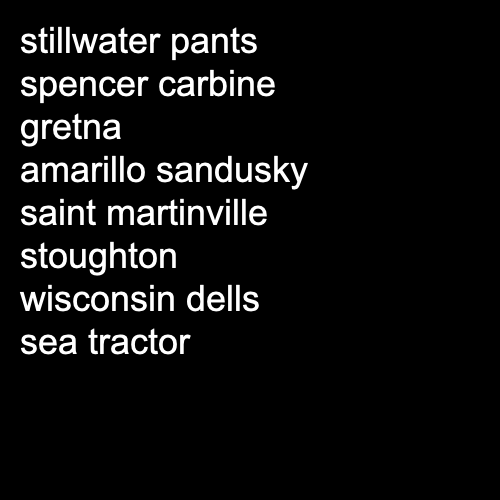 stillwater pants
spencer carbine
gretna
amarillo sandusky
saint martinville
stoughton
wisconsin dells
sea tractor